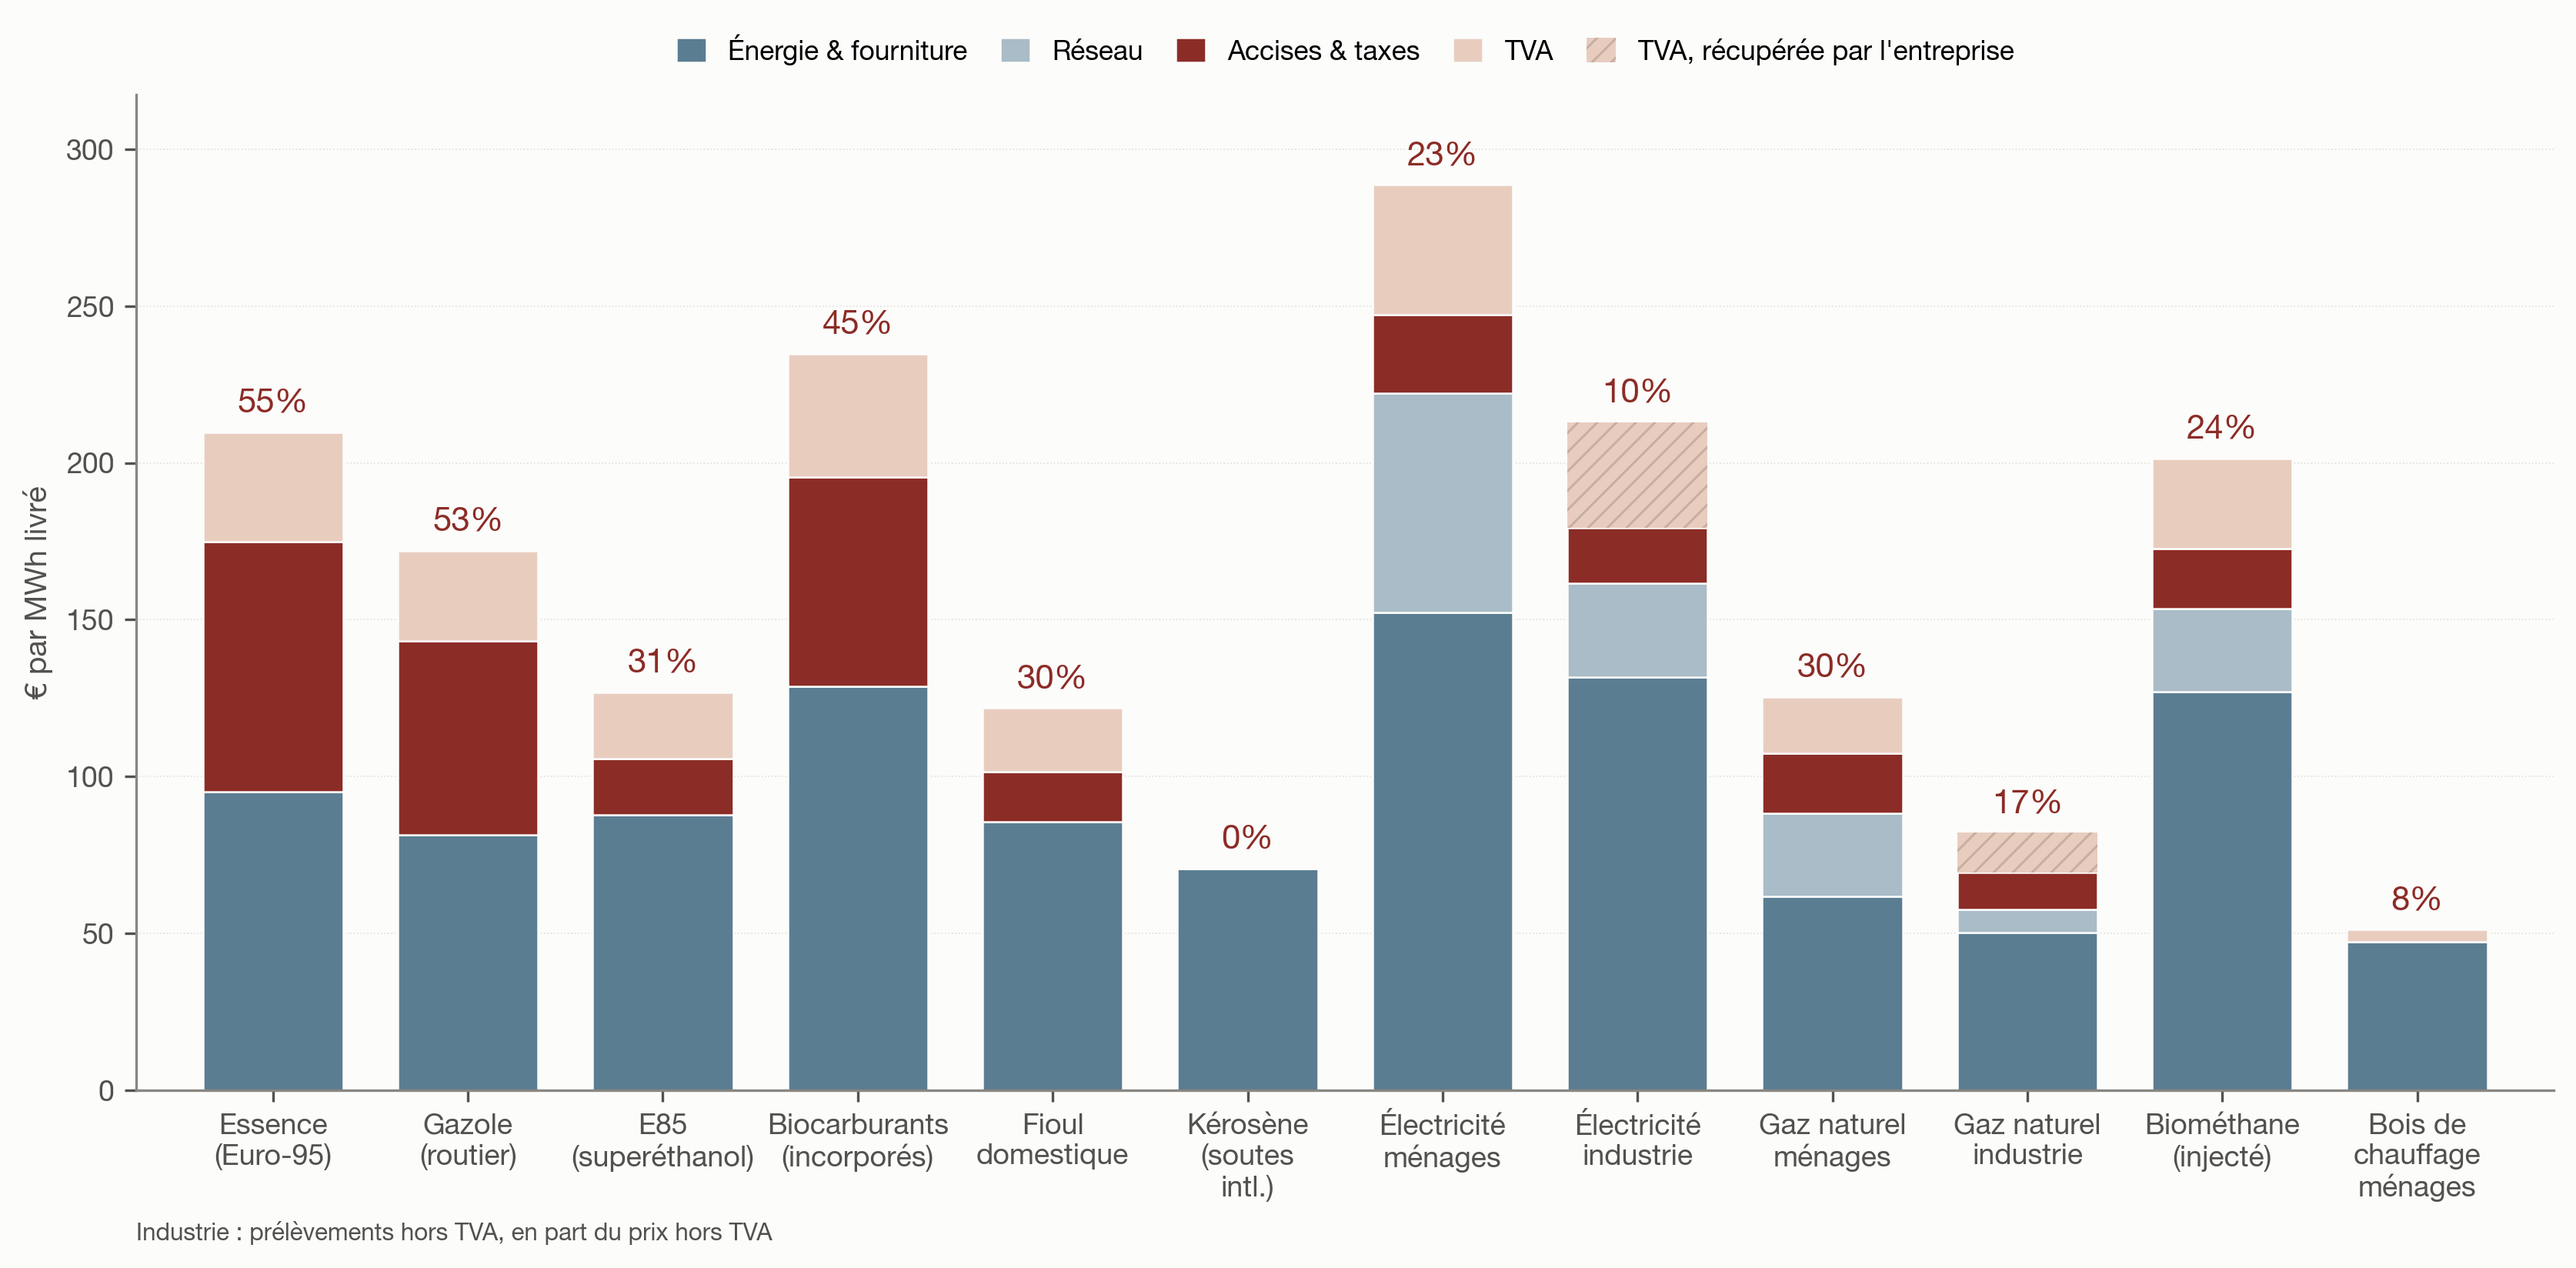 Énergie & fourniture Réseau Accises & taxes TVA TVA, récupérée par l'entreprise
€ par MWh livré
300
250
200
150
100
50
0
55%
53%
31%
45%
30%
0%
23%
10%
30%
17%
24%
8%
Essence
(Euro-95)
Gazole
(routier)
E85
(superéthanol)
Biocarburants
(incorporés)
Fioul
domestique
Kérosène
(soutes
intl.)
Électricité
ménages
Électricité
industrie
Gaz naturel
ménages
Gaz naturel
industrie
Biométhane
(injecté)
Bois de
chauffage
ménages
Industrie : prélèvements hors TVA, en part du prix hors TVA